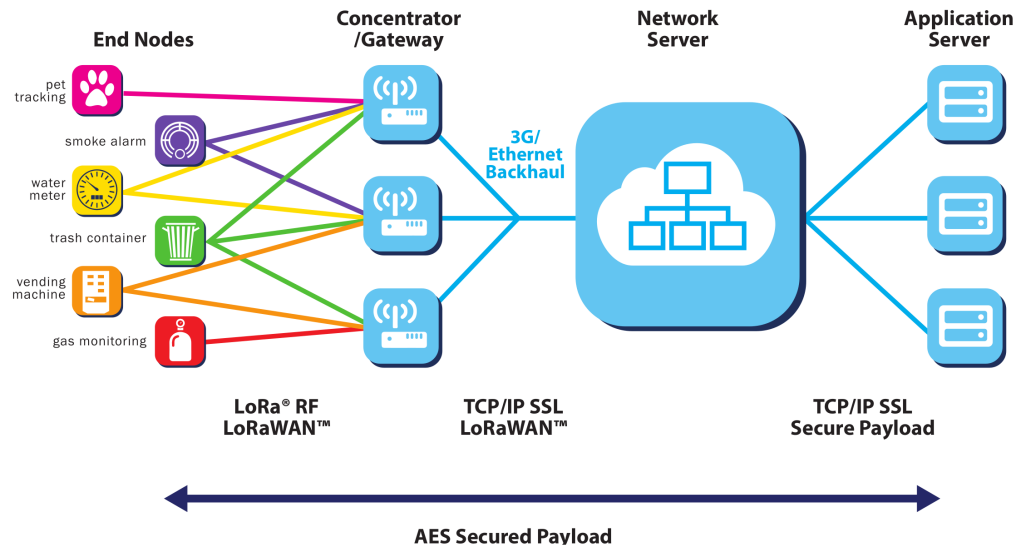 End Nodes
Concentrator
/Gateway
Network
Server
Application
Server
pet
tracking
smoke alarm
water
meter
trash container
vending
machine
gas monitoring
3G/
Ethernet
Backhaul
LoRa® RF
LoRaWAN™
TCP/IP SSL
LoRaWAN™
TCP/IP SSL
Secure Payload
AES Secured Payload